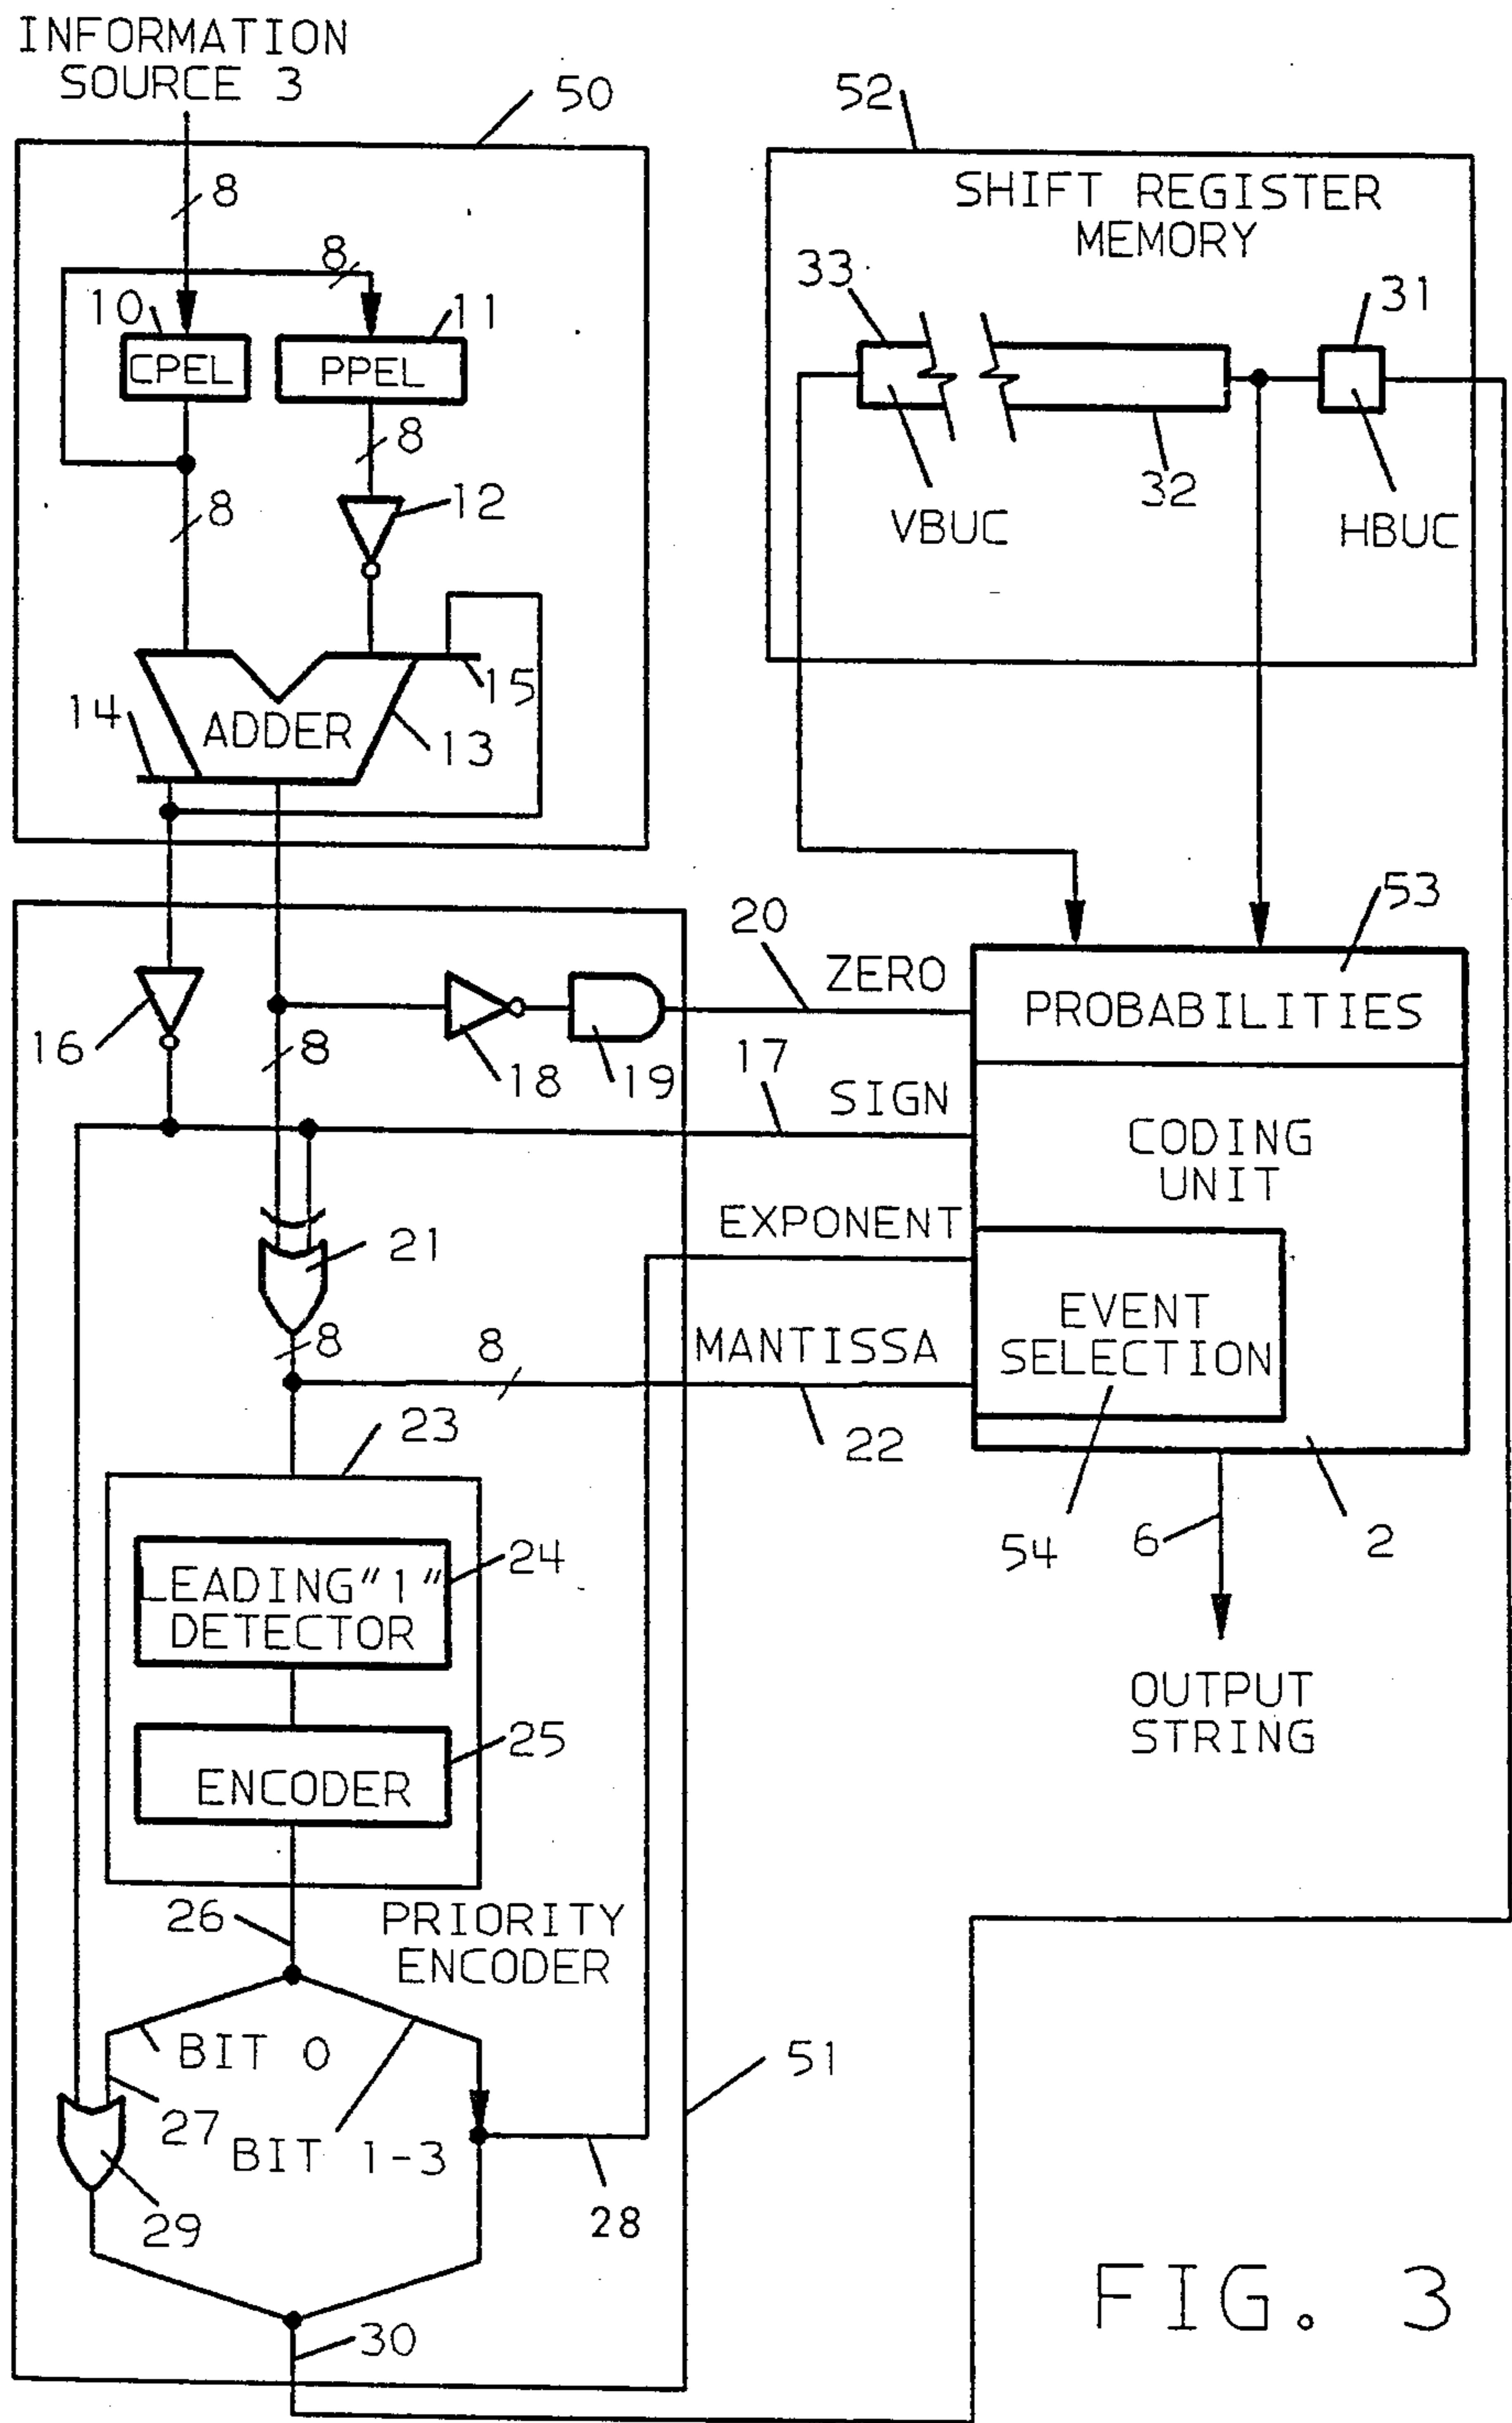 INFORMATION
SOURCE 3
50
8
8
10
11
CPEL
PPEL
8
8
12
14
ADDER
15
13
52
SHIFT REGISTER
MEMORY
33
31
32
VBUC
HBUC
16
8
18
19
20
ZERO
17
SIGN
53
PROBABILITIES
CODING
UNIT
21
EXPONENT
8
8
MANTISSA
22
EVENT
SELECTION
54
2
6
OUTPUT
STRING
23
LEADING"1"
DETECTOR
24
ENCODER
25
26
PRIORITY
ENCODER
BIT 0
27
BIT 1-3
28
29
51
30
FIG. 3